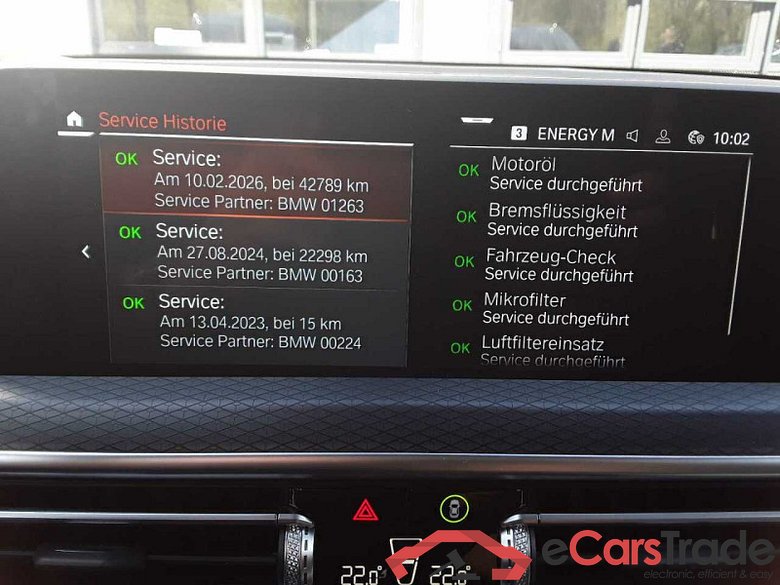 Service Historie
3 ENERGY M 10:02
OK Service:
Am 10.02.2026, bei 42789 km
Service Partner: BMW 01263
OK Service:
Am 27.08.2024, bei 22298 km
Service Partner: BMW 00163
OK Service:
Am 13.04.2023, bei 15 km
Service Partner: BMW 00224
OK Motoröl
Service durchgeführt
OK Bremsflüssigkeit
Service durchgeführt
OK Fahrzeug-Check
Service durchgeführt
OK Mikrofilter
Service durchgeführt
OK Luftfiltereinsatz
Service durchgeführt
22.0° 22.0°
eCarsTrade
electronic, efficient & easy